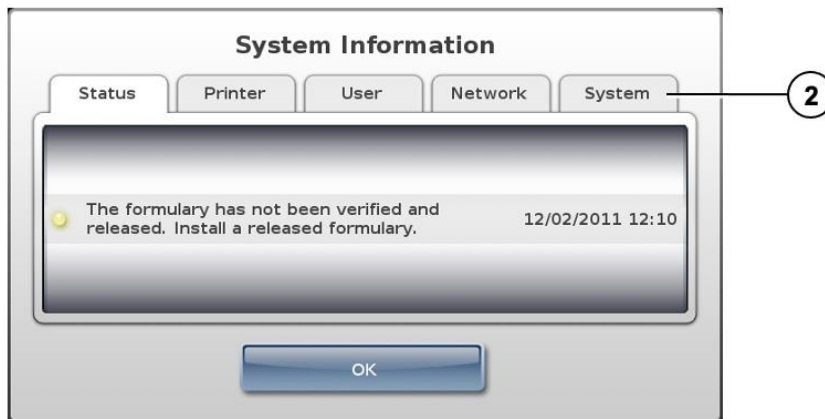 System Information
Status Printer User Network System
2
The formulary has not been verified and
released. Install a released formulary.
12/02/2011 12:10
OK